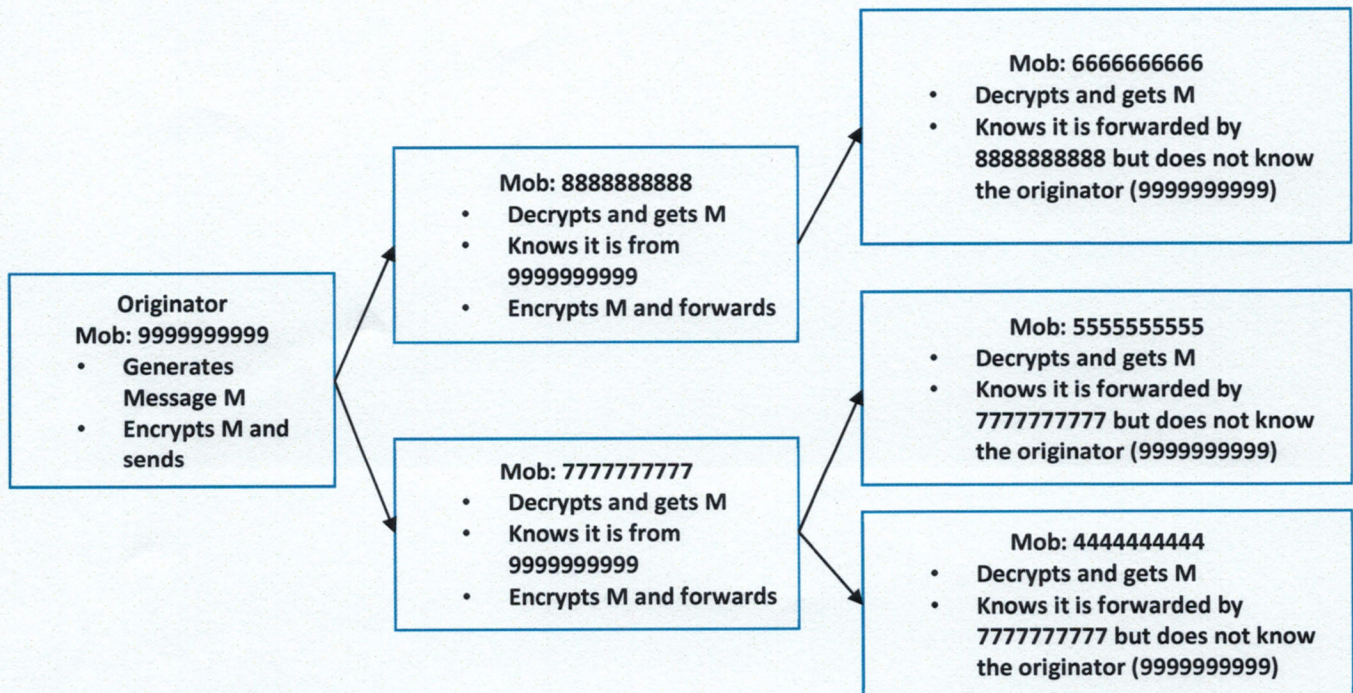 Originator
Mob: 9999999999
• Generates
Message M
• Encrypts M and
sends
Mob: 8888888888
• Decrypts and gets M
• Knows it is from
9999999999
• Encrypts M and forwards
Mob: 7777777777
• Decrypts and gets M
• Knows it is from
9999999999
• Encrypts M and forwards
Mob: 6666666666
• Decrypts and gets M
• Knows it is forwarded by
8888888888 but does not know
the originator (9999999999)
Mob: 5555555555
• Decrypts and gets M
• Knows it is forwarded by
7777777777 but does not know
the originator (9999999999)
Mob: 4444444444
• Decrypts and gets M
• Knows it is forwarded by
7777777777 but does not know
the originator (9999999999)